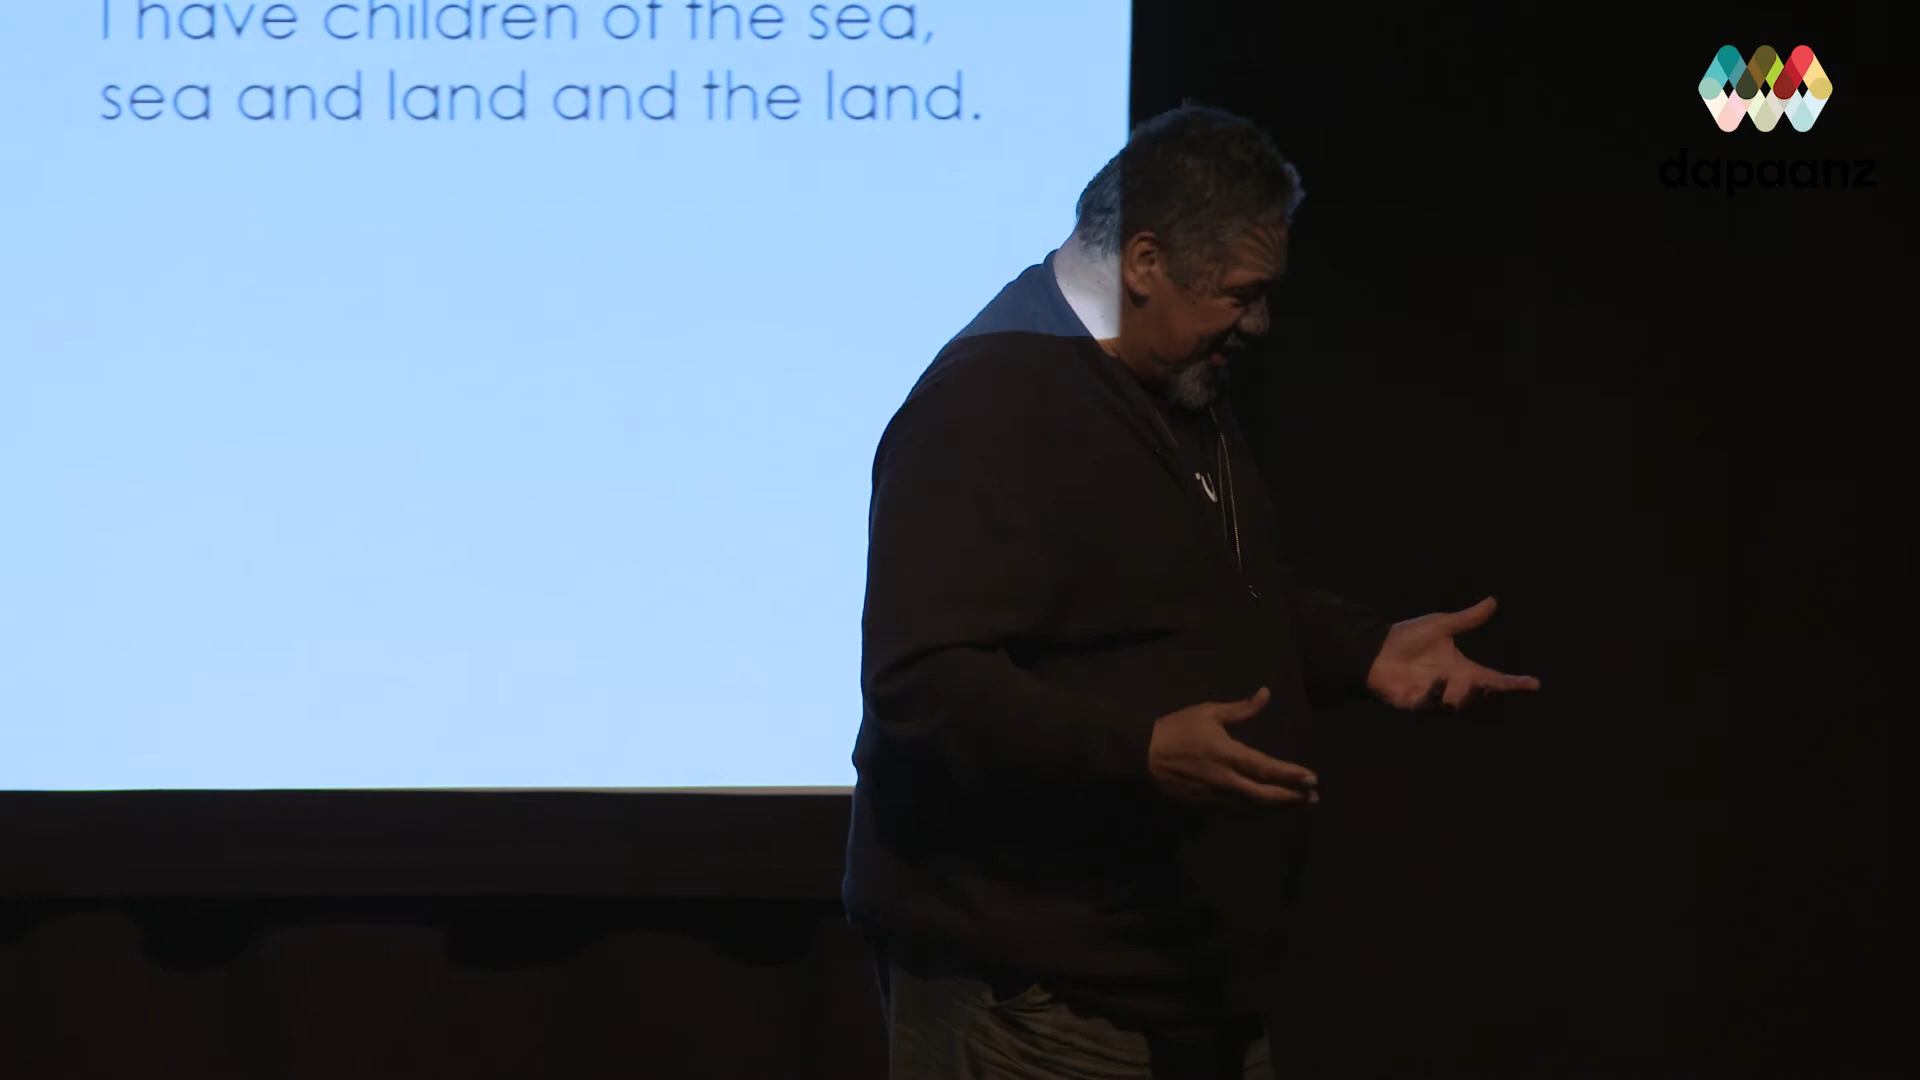 I have children of the sea,
sea and land and the land.
dapaanz